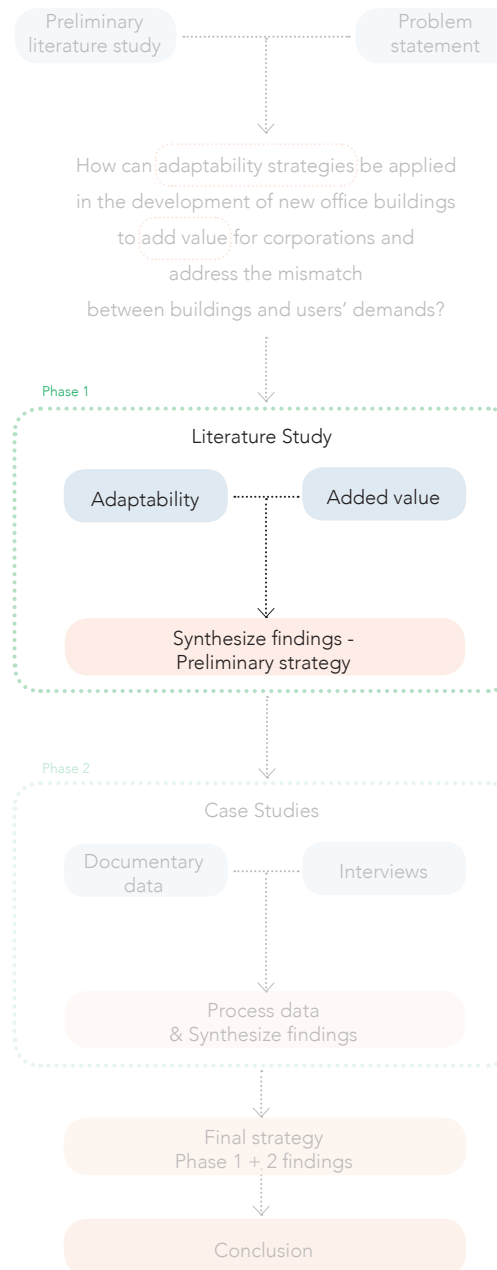 Preliminary
literature study
Problem
statement
How can adaptability strategies be applied
in the development of new office buildings
to add value for corporations and
address the mismatch
between buildings and users’ demands?
Phase 1
Literature Study
Adaptability
Added value
Synthesize findings -
Preliminary strategy
Phase 2
Case Studies
Documentary
data
Interviews
Process data
& Synthesize findings
Final strategy
Phase 1 + 2 findings
Conclusion